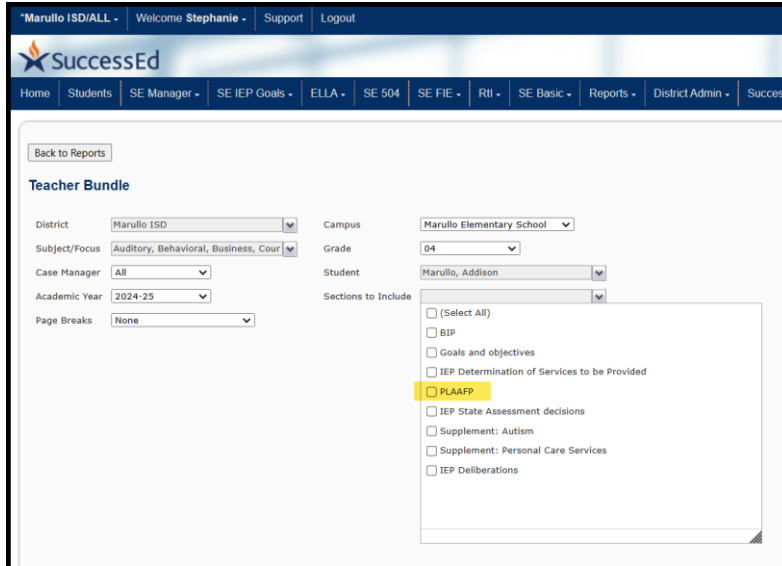 *Marullo ISD/ALL Welcome Stephanie Support Logout
SuccessEd
Home Students SE Manager SE IEP Goals ELLA SE 504 SE FIE RtI SE Basic Reports District Admin Succes
Back to Reports
Teacher Bundle
District Marullo ISD Campus Marullo Elementary School
Subject/Focus Auditory, Behavioral, Business, Cour Grade 04
Case Manager All Student Marullo, Addison
Academic Year 2024-25 Sections to Include
Page Breaks None
(Select All)
BIP
Goals and objectives
IEP Determination of Services to be Provided
PLAAFP
IEP State Assessment decisions
Supplement: Autism
Supplement: Personal Care Services
IEP Deliberations